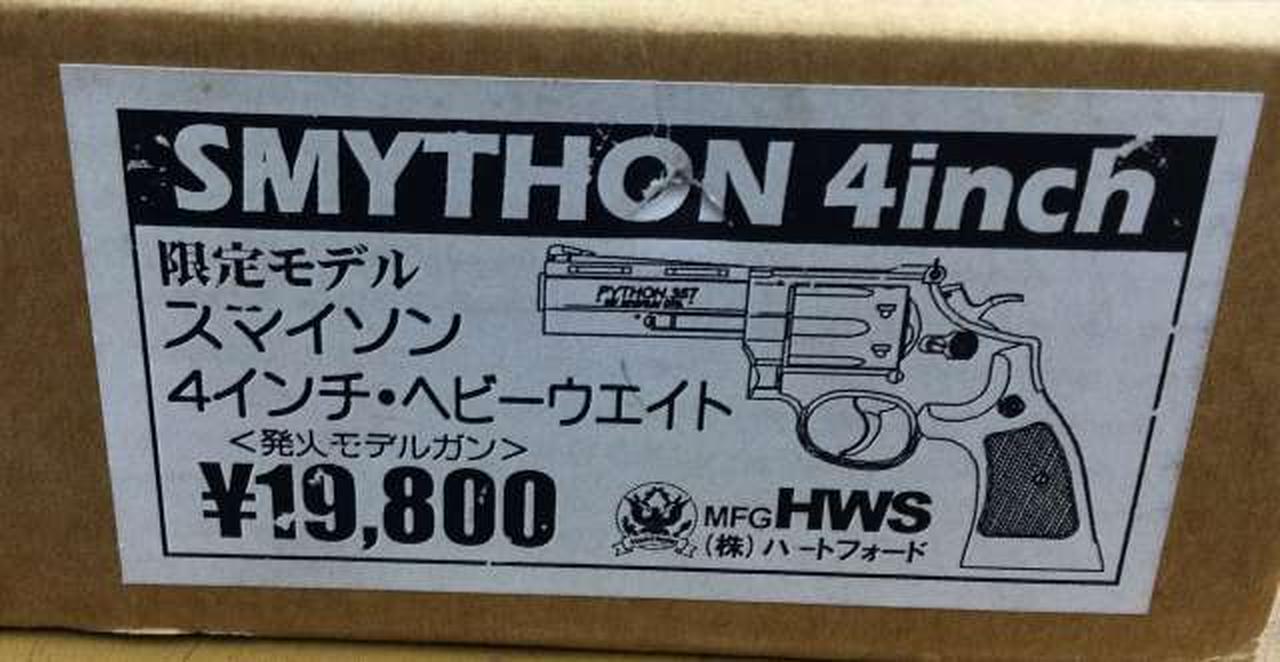 SMYTHON 4inch
限定モデル
スマイソン
4インチ・ヘビーウエイト
<発火モデルガン>
¥19,800
PYTHON 357
MFG HWS
(株)ハートフォード